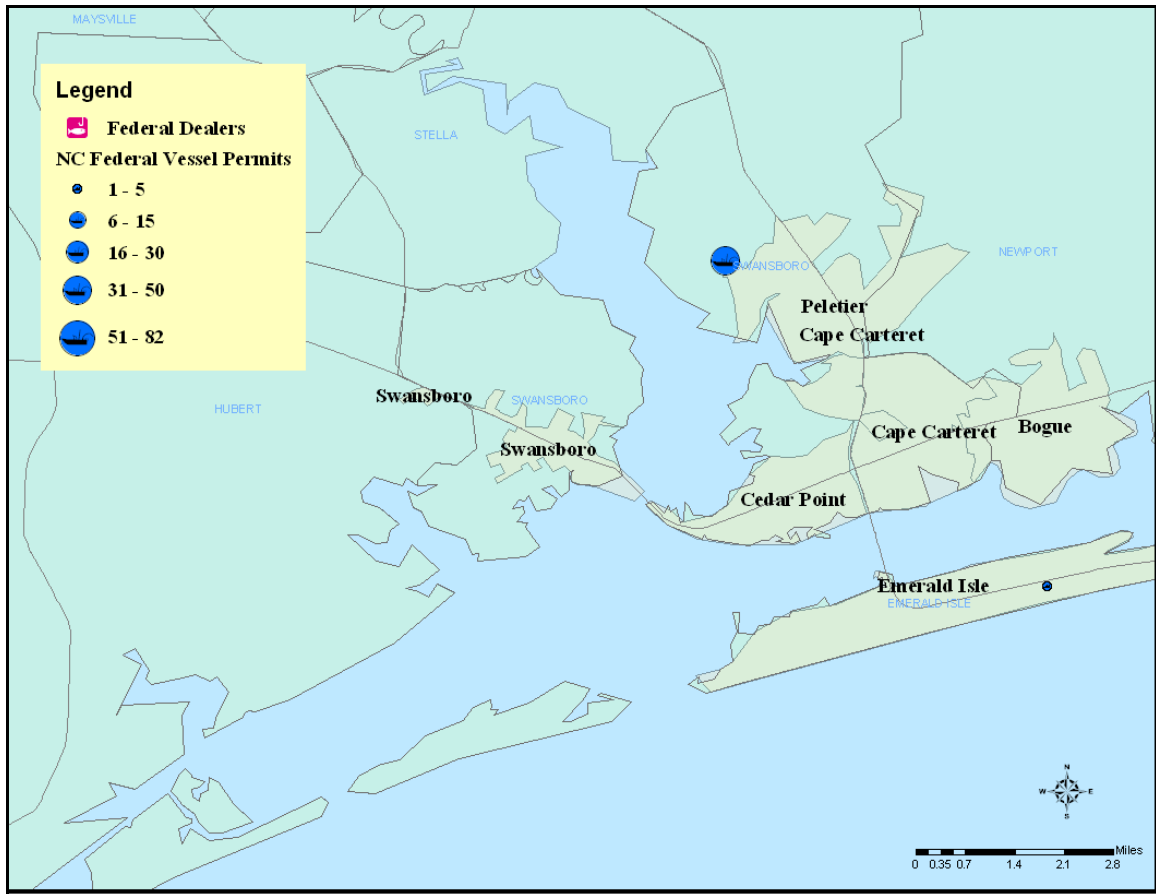 MAYSVILLE
Legend
Federal Dealers
NC Federal Vessel Permits
1 - 5
6 - 15
16 - 30
31 - 50
51 - 82
STELLA
SWANSBORO
NEWPORT
Peletier
Cape Carteret
Swansboro
SWANSBORO
HUBERT
Cape Carteret
Bogue
Swansboro
Cedar Point
Emerald Isle
EMERALD ISLE
N
W E
S
Miles
0 0.35 0.7 1.4 2.1 2.8